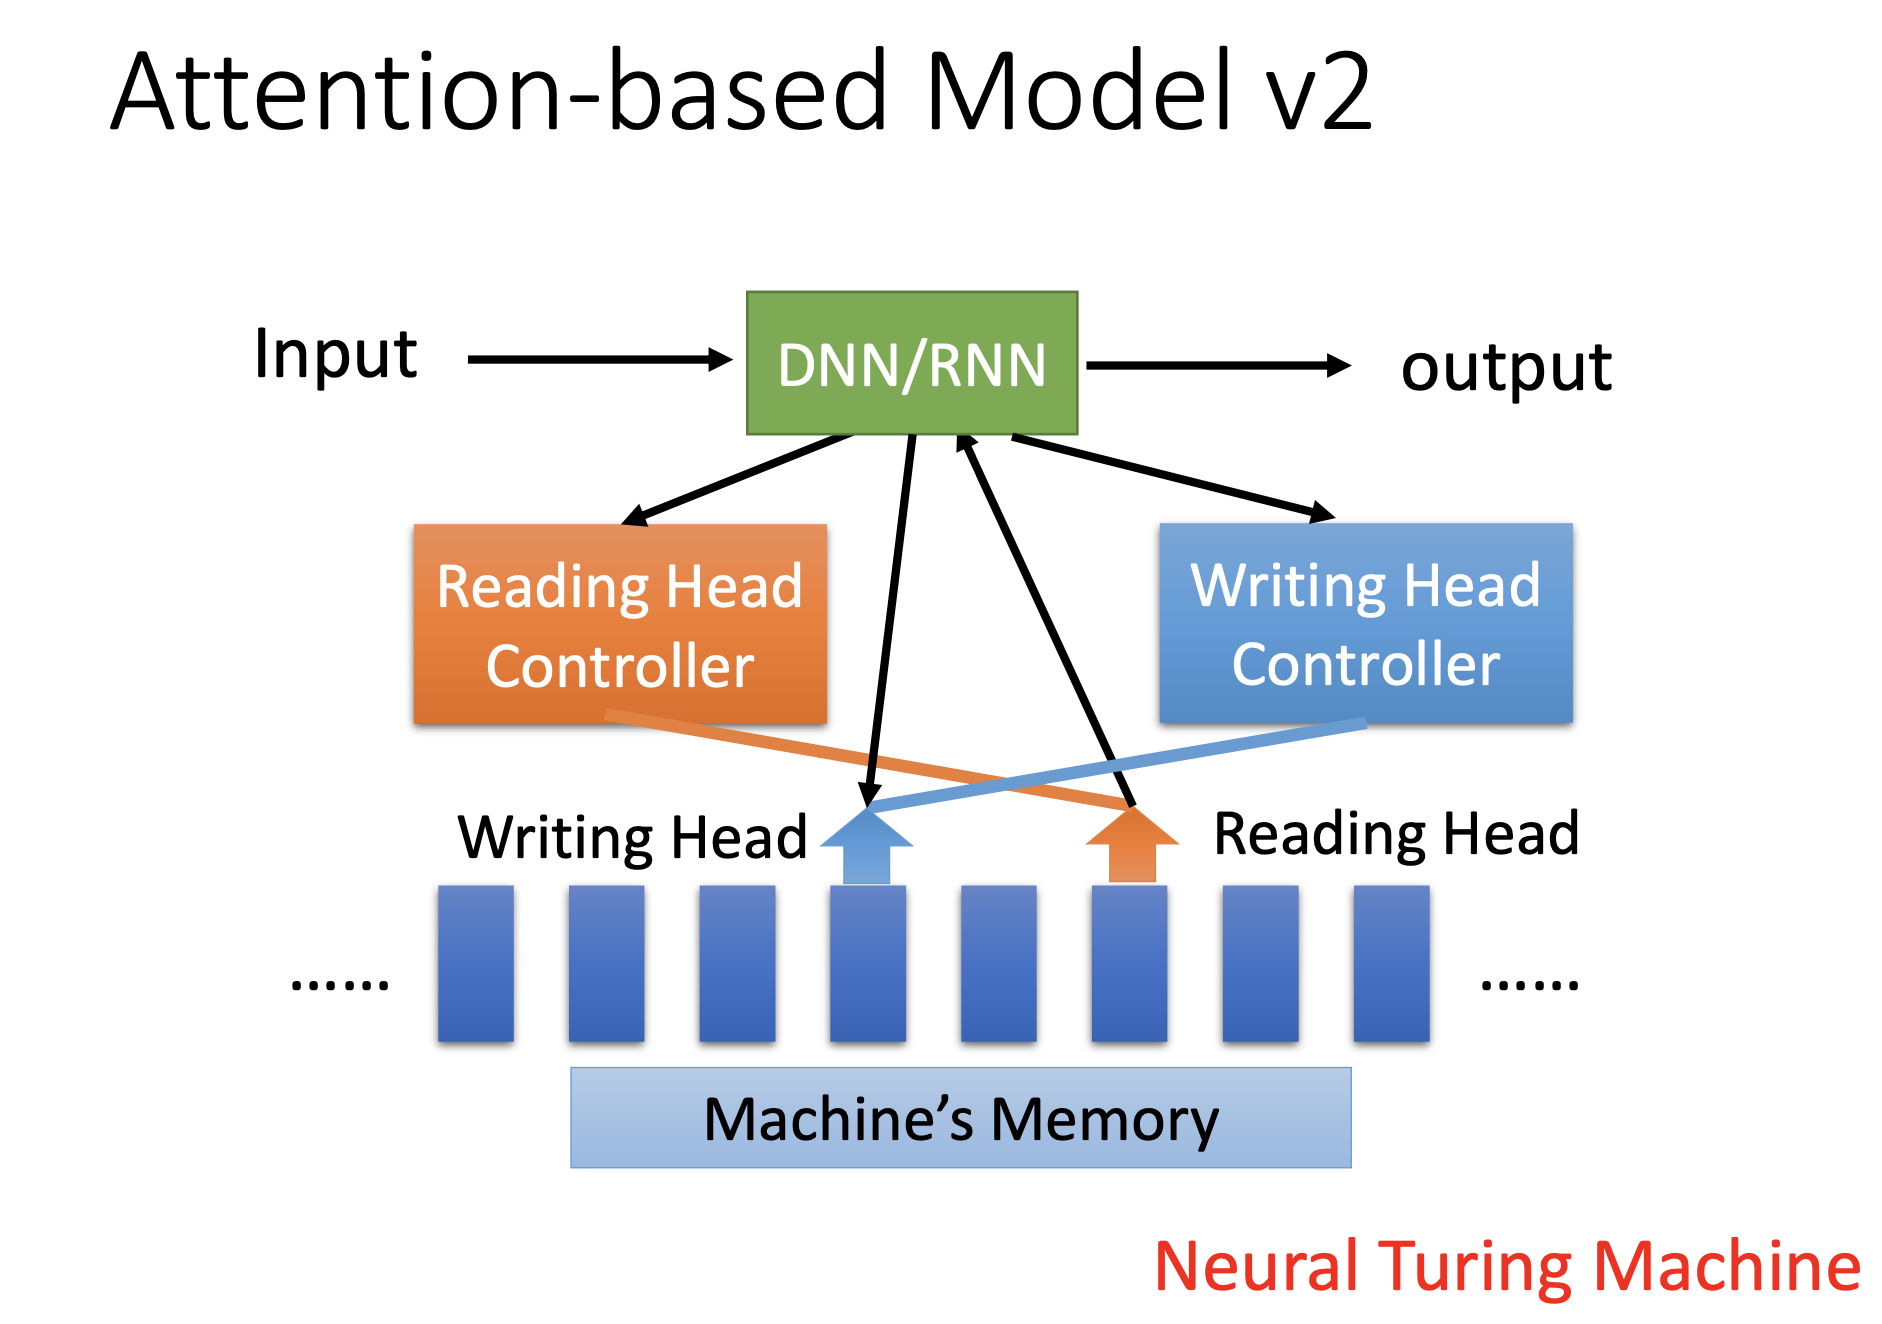 Attention-based Model v2
Input
DNN/RNN
output
Reading Head
Controller
Writing Head
Controller
Writing Head
Reading Head
……
……
Machine’s Memory
Neural Turing Machine